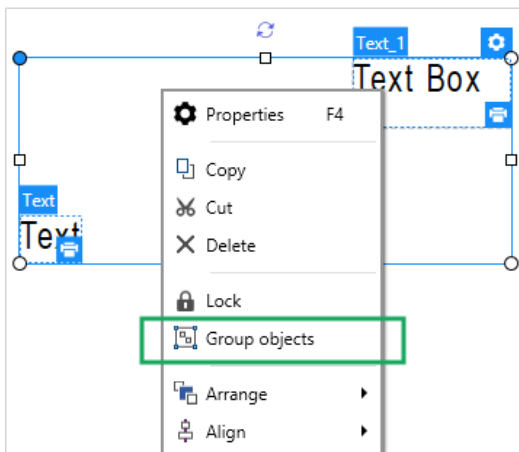 Text_1
Text Box
Properties F4
Copy
Text
Cut
Text
Delete
Lock
Group objects
Arrange
Align